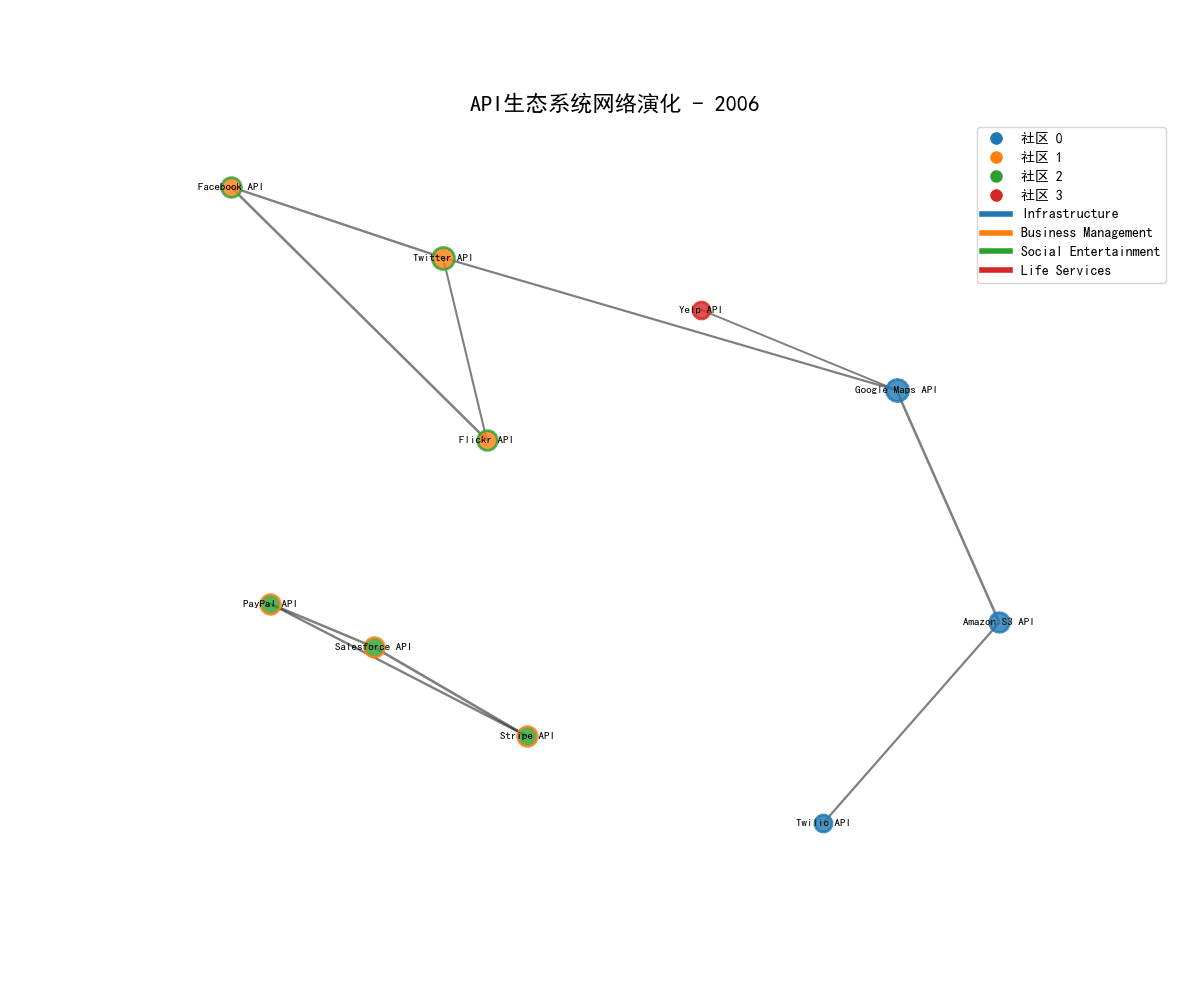 API生态系统网络演化 - 2006
社区 0
社区 1
社区 2
社区 3
Infrastructure
Business Management
Social Entertainment
Life Services
Facebook API
Twitter API
Yelp API
Google Maps API
Flickr API
PayPal API
Amazon S3 API
Salesforce API
Stripe API
Twilio API